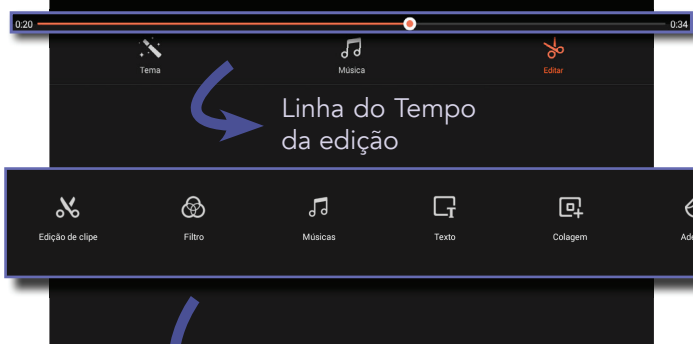 0:20 0:34
Tema Música Editar
Linha do Tempo
da edição
Edição de clipe Filtro Músicas Texto Colagem